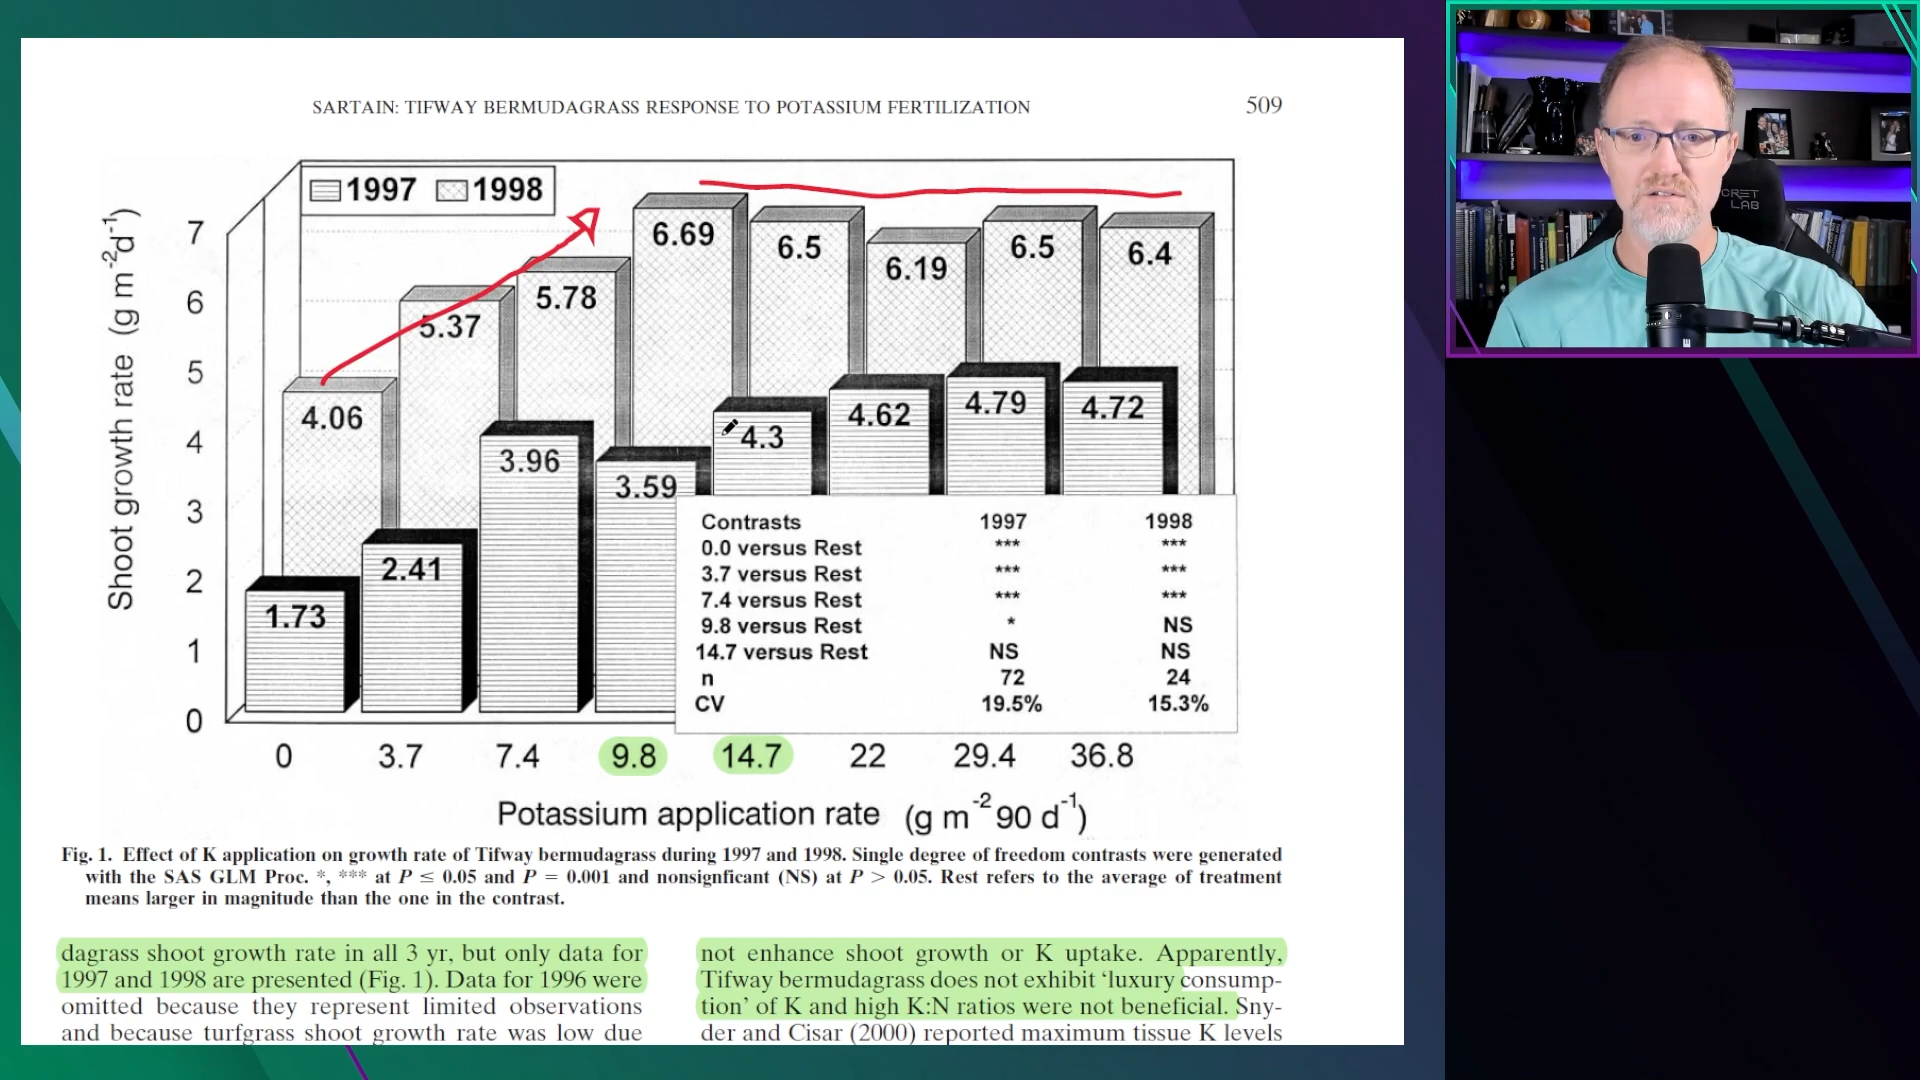 SARTAIN: TIFWAY BERMUDAGRASS RESPONSE TO POTASSIUM FERTILIZATION 509
1997 1998
Shoot growth rate (g m-2d-1)
7
6
5
4
3
2
1
0
4.06 5.37 5.78 6.69 6.5 6.19 6.5 6.4
1.73 2.41 3.96 3.59 4.3 4.62 4.79 4.72
Contrasts 1997 1998
0.0 versus Rest *** ***
3.7 versus Rest *** ***
7.4 versus Rest *** ***
9.8 versus Rest * NS
14.7 versus Rest NS NS
n 72 24
CV 19.5% 15.3%
0 3.7 7.4 9.8 14.7 22 29.4 36.8
Potassium application rate (g m-2 90 d-1)
Fig. 1. Effect of K application on growth rate of Tifway bermudagrass during 1997 and 1998. Single degree of freedom contrasts were generated
with the SAS GLM Proc. *, *** at P ≤ 0.05 and P = 0.001 and nonsignficant (NS) at P > 0.05. Rest refers to the average of treatment
means larger in magnitude than the one in the contrast.
dagrass shoot growth rate in all 3 yr, but only data for
1997 and 1998 are presented (Fig. 1). Data for 1996 were
omitted because they represent limited observations
and because turfgrass shoot growth rate was low due
not enhance shoot growth or K uptake. Apparently,
Tifway bermudagrass does not exhibit 'luxury consump-
tion' of K and high K:N ratios were not beneficial. Sny-
der and Cisar (2000) reported maximum tissue K levels
CRET
LAB